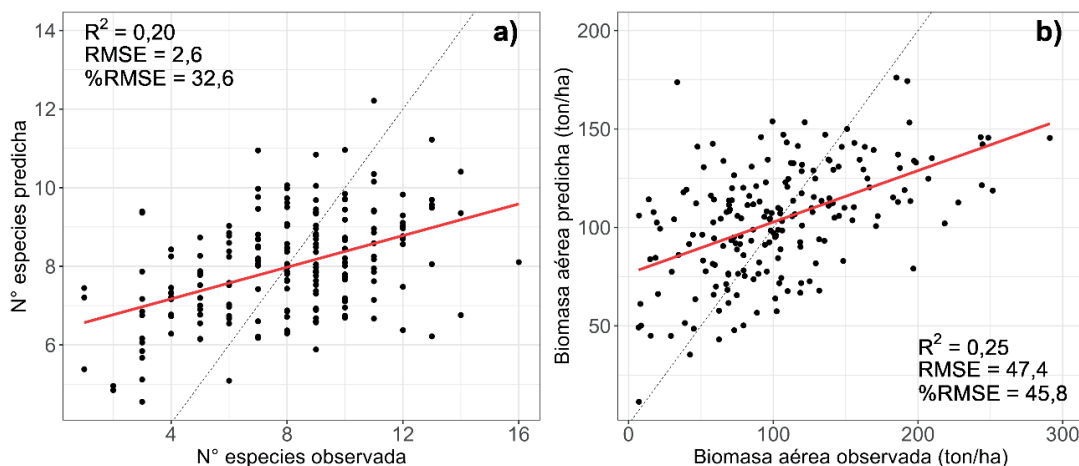 a)
R² = 0,20
RMSE = 2,6
%RMSE = 32,6
N° especies predicha
14
12
10
8
6
4
8
12
16
N° especies observada
b)
Biomasa aérea predicha (ton/ha)
200
150
100
50
R² = 0,25
RMSE = 47,4
%RMSE = 45,8
0
100
200
300
Biomasa aérea observada (ton/ha)